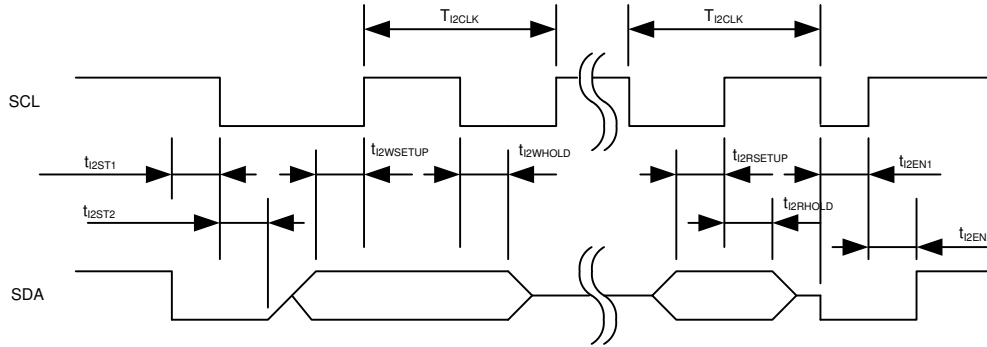 TI2CLK
TI2CLK
SCL
tI2ST1
tI2WSETUP
tI2WHOLD
tI2RSETUP
tI2EN1
tI2ST2
tI2RHOLD
tI2EN
SDA